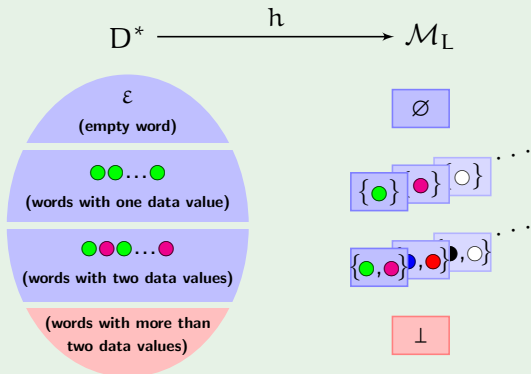 D* h M_L
ε
(empty word)
∅
...
(words with one data value)
{ } { } { } ...
...
(words with two data values)
{ , } , } , } ...
(words with more than
two data values)
⊥